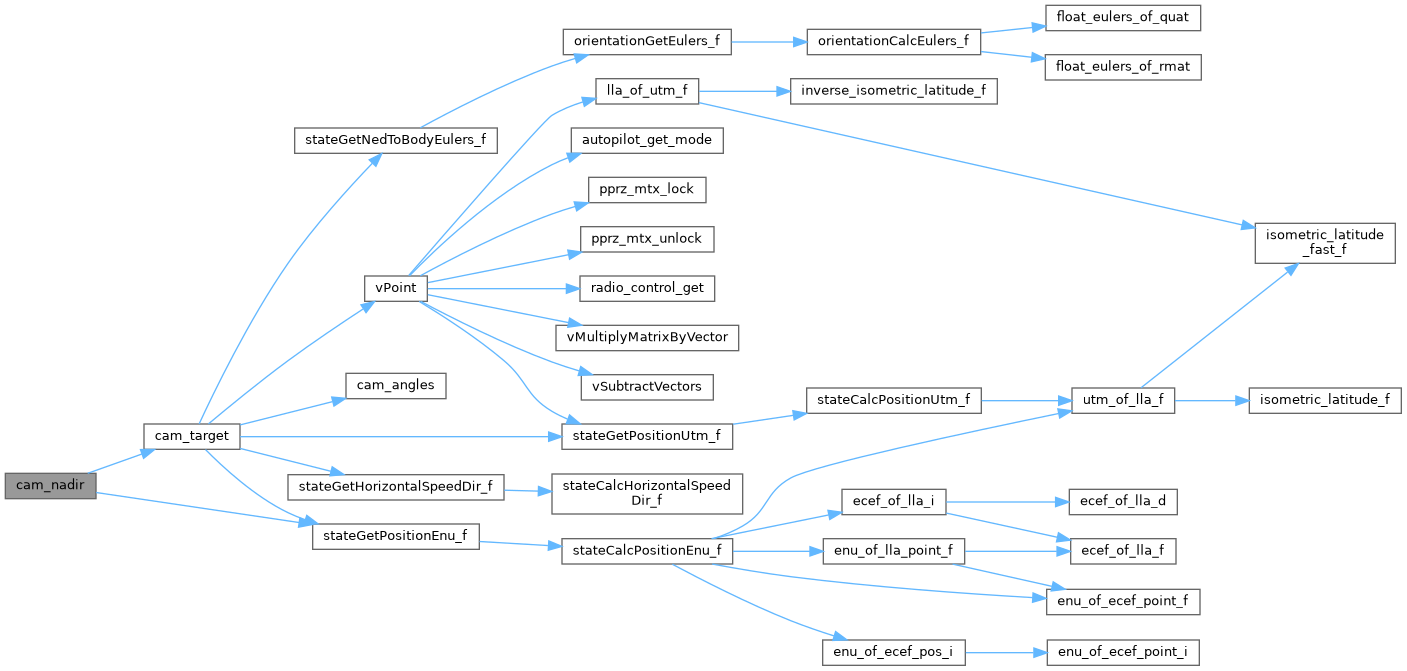 float_eulers_of_quat
orientationGetEulers_f
orientationCalcEulers_f
float_eulers_of_rmat
lla_of_utm_f
inverse_isometric_latitude_f
stateGetNedToBodyEulers_f
autopilot_get_mode
pprz_mtx_lock
pprz_mtx_unlock
isometric_latitude
_fast_f
vPoint
radio_control_get
vMultiplyMatrixByVector
cam_angles
vSubtractVectors
stateCalcPositionUtm_f
utm_of_lla_f
isometric_latitude_f
cam_target
stateGetPositionUtm_f
cam_nadir
stateGetHorizontalSpeedDir_f
stateCalcHorizontalSpeed
Dir_f
ecef_of_lla_i
ecef_of_lla_d
stateGetPositionEnu_f
stateCalcPositionEnu_f
enu_of_lla_point_f
ecef_of_lla_f
enu_of_ecef_point_f
enu_of_ecef_pos_i
enu_of_ecef_point_i